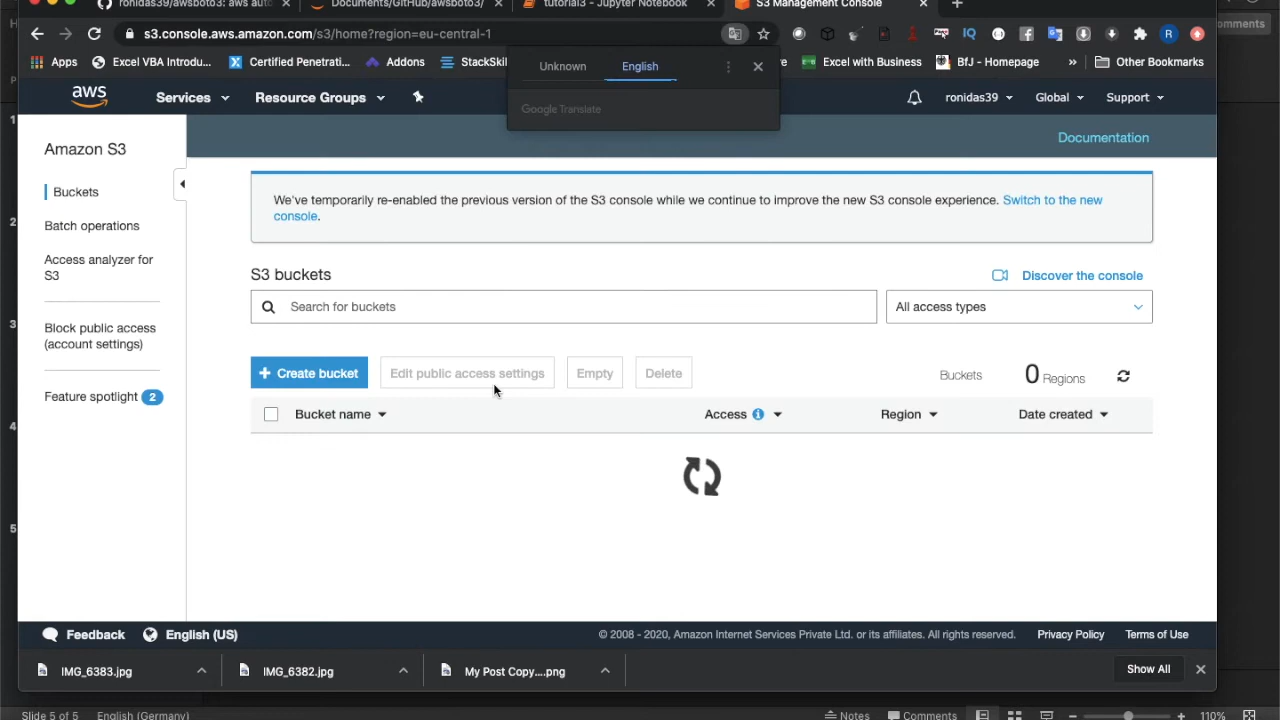 ronidas39/awsboto3: aws auto
Documents/GitHub/awsboto3/
tutorial3 - Jupyter Notebook
S3 Management Console
omments
s3.console.aws.amazon.com/s3/home?region=eu-central-1
Apps
Excel VBA Introdu...
Certified Penetrati...
Addons
StackSkil
Excel with Business
BfJ - Homepage
»
Other Bookmarks
Unknown
English
Google Translate
aws
Services
Resource Groups
ronidas39
Global
Support
Documentation
Amazon S3
Buckets
Batch operations
Access analyzer for
S3
Block public access
(account settings)
Feature spotlight 2
We've temporarily re-enabled the previous version of the S3 console while we continue to improve the new S3 console experience. Switch to the new
console.
S3 buckets
Discover the console
Search for buckets
All access types
+ Create bucket
Edit public access settings
Empty
Delete
Buckets
0 Regions
Bucket name
Access
Region
Date created
1
2
3
4
5
Feedback
English (US)
© 2008 - 2020, Amazon Internet Services Private Ltd. or its affiliates. All rights reserved.
Privacy Policy
Terms of Use
IMG_6383.jpg
IMG_6382.jpg
My Post Copy....png
Show All
Slide 5 of 5
English (Germany)
Notes
Comments
110%